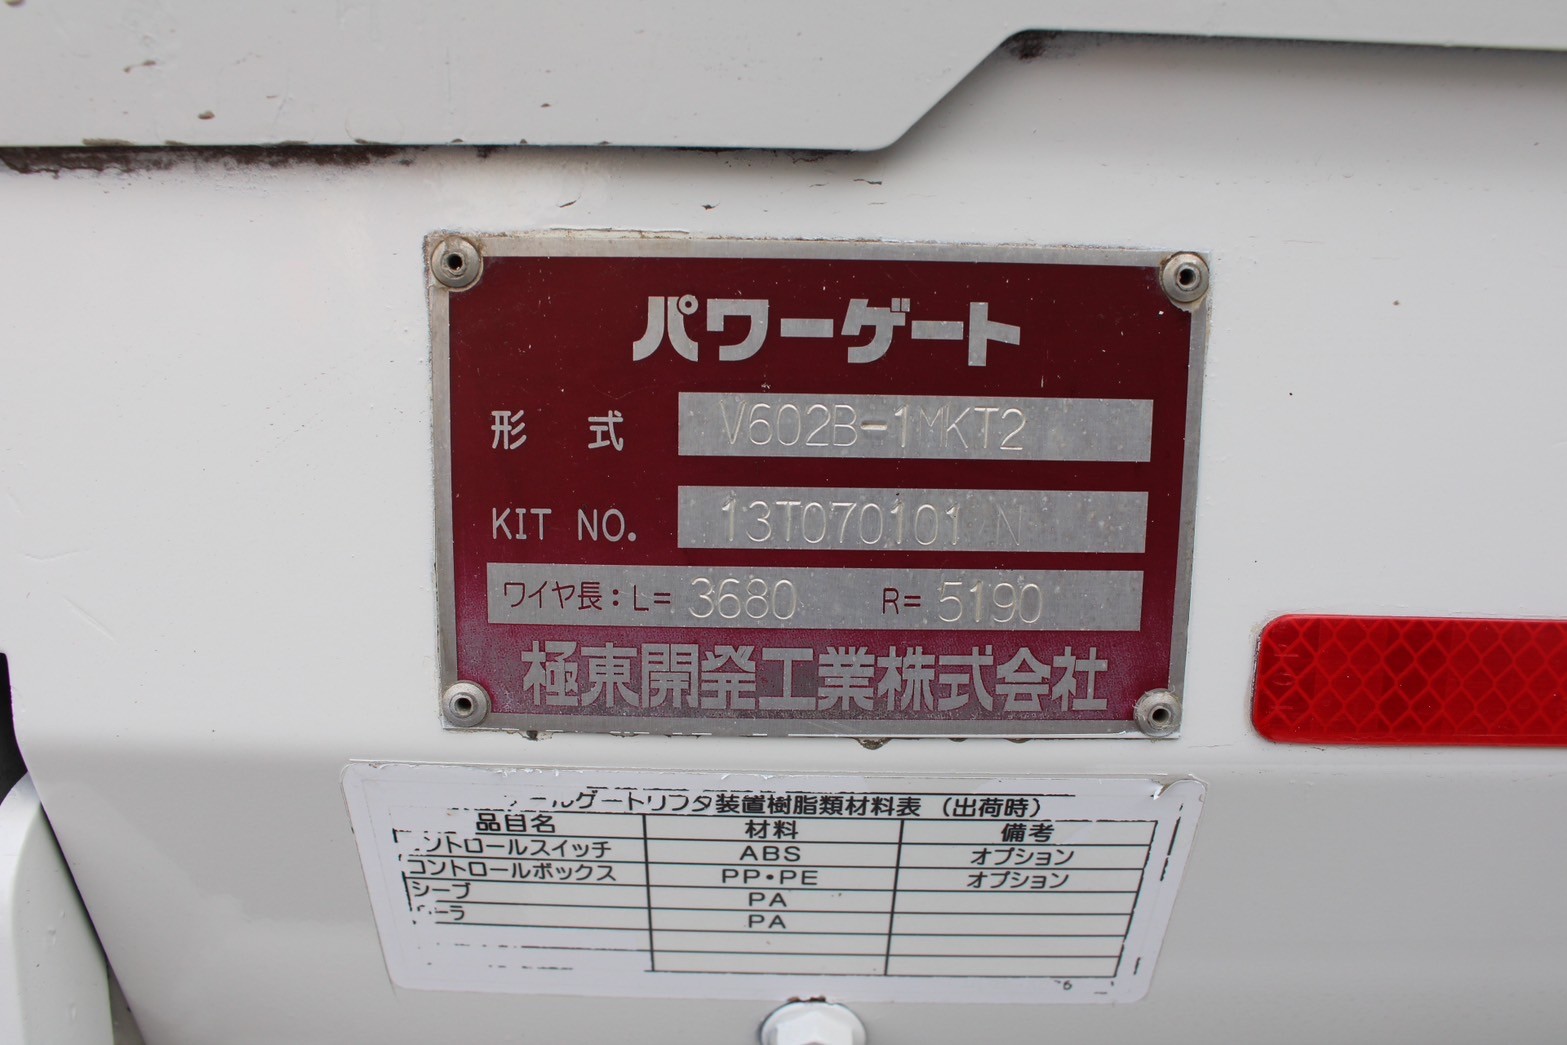 パワーゲート
形 式 V602B-1MKT2
KIT NO. 13T070101 N
ワイヤ長：L= 3680 R= 5190
極東開発工業株式会社
ールゲートリフタ装置樹脂類材料表（出荷時）
品目名 材料 備考
ントロールスイッチ ABS オプション
コントロールボックス PP・PE オプション
シーブ PA
ーラ PA